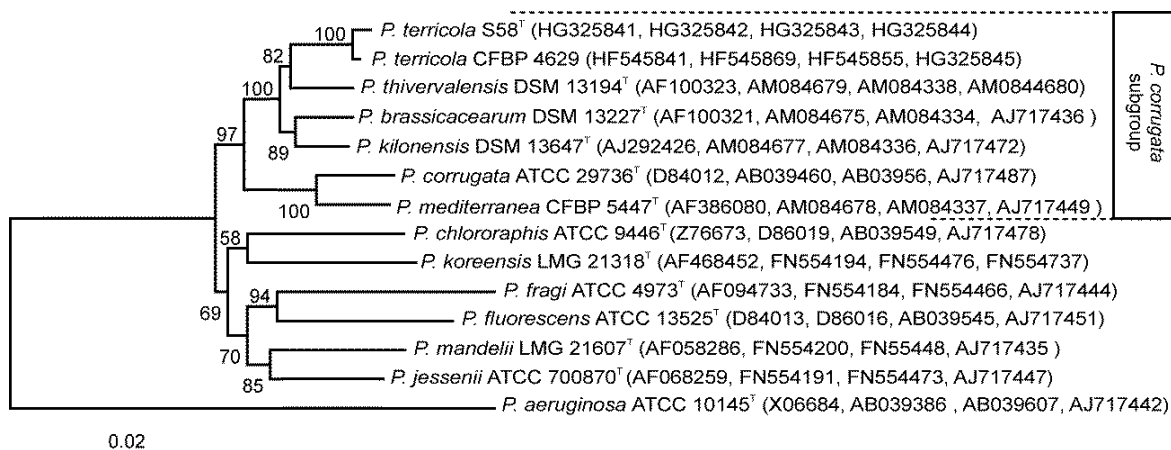 100
P. terricola S58ᵀ (HG325841, HG325842, HG325843, HG325844)
82
P. terricola CFBP 4629 (HF545841, HF545869, HF545855, HG325845)
100
P. thivervalensis DSM 13194ᵀ (AF100323, AM084679, AM084338, AM0844680)
P. brassicacearum DSM 13227ᵀ (AF100321, AM084675, AM084334, AJ717436 )
97
89
P. kilonensis DSM 13647ᵀ (AJ292426, AM084677, AM084336, AJ717472)
P. corrugata ATCC 29736ᵀ (D84012, AB039460, AB03956, AJ717487)
100
P. mediterranea CFBP 5447ᵀ (AF386080, AM084678, AM084337, AJ717449 )
P. corrugata
subgroup
58
P. chlororaphis ATCC 9446ᵀ (Z76673, D86019, AB039549, AJ717478)
P. koreensis LMG 21318ᵀ (AF468452, FN554194, FN554476, FN554737)
69
94
P. fragi ATCC 4973ᵀ (AF094733, FN554184, FN554466, AJ717444)
P. fluorescens ATCC 13525ᵀ (D84013, D86016, AB039545, AJ717451)
70
P. mandelii LMG 21607ᵀ (AF058286, FN554200, FN55448, AJ717435 )
85
P. jessenii ATCC 700870ᵀ (AF068259, FN554191, FN554473, AJ717447)
P. aeruginosa ATCC 10145ᵀ (X06684, AB039386 , AB039607, AJ717442)
0.02